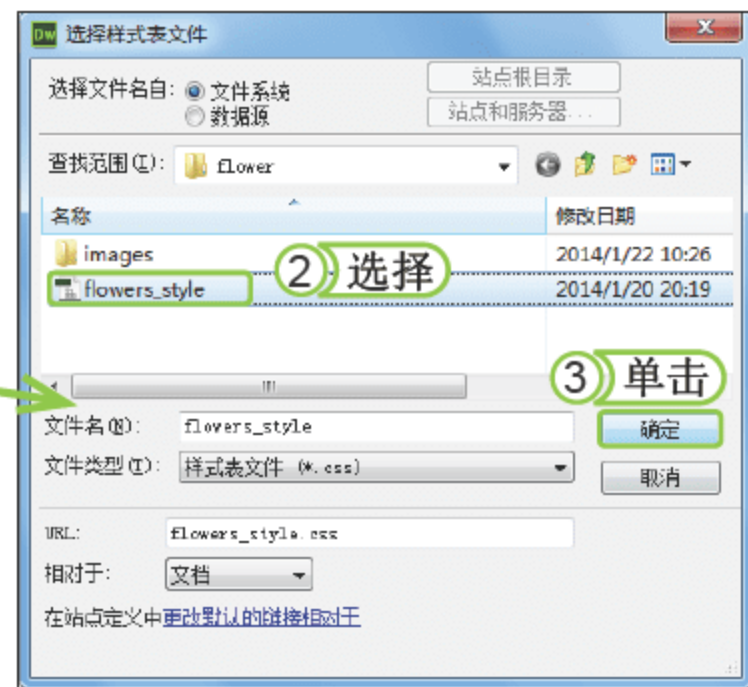 Dw 选择样式表文件
选择文件名自: 文件系统 站点根目录
数据源 站点和服务器...
查找范围(I): flower
名称 修改日期
images 2014/1/22 10:26
flowers_style 2014/1/20 20:19
② 选择
③ 单击
文件名(N): flowers_style 确定
文件类型(T): 样式表文件 (*.css) 取消
URL: flowers_style.css
相对于: 文档
在站点定义中更改默认的链接相对于